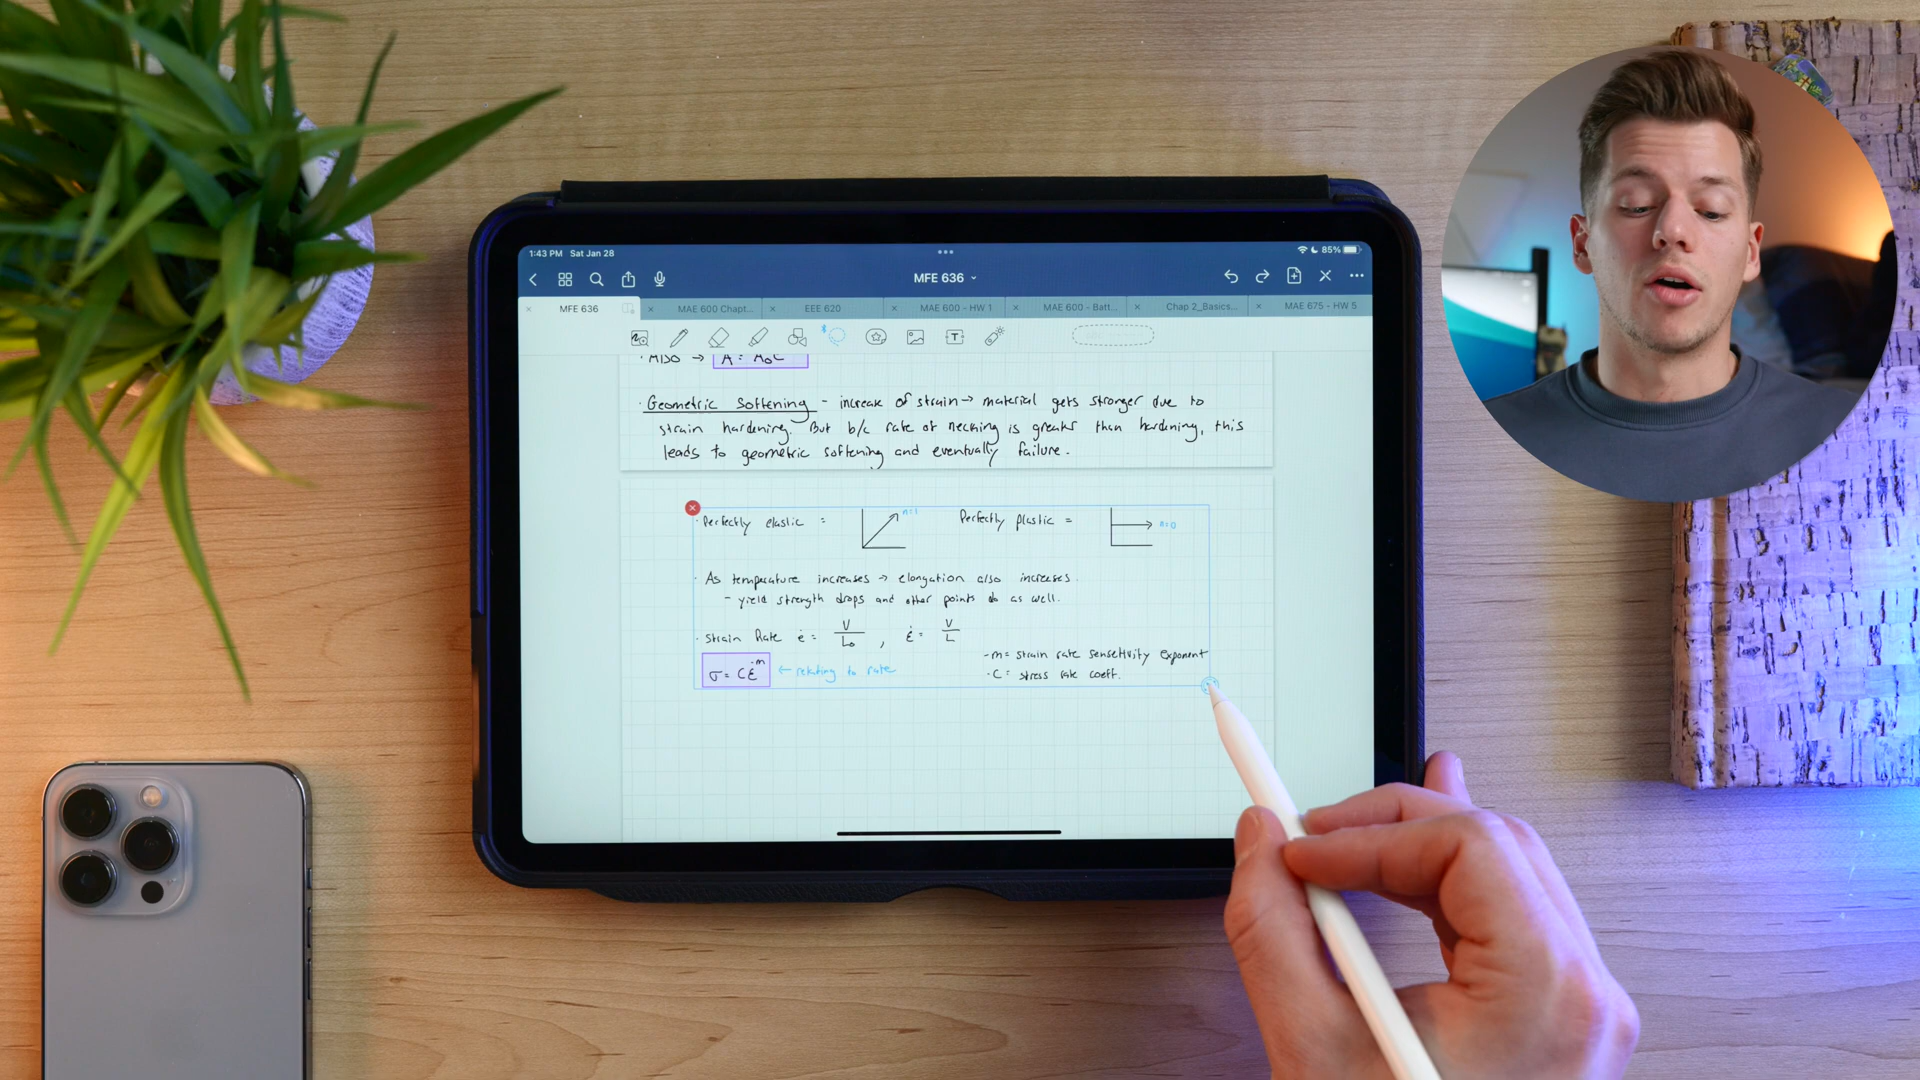 1:43 PM Sat Jan 28
85%
MFE 636
MFE 636
MAE 600 Chapt...
EEE 620
MAE 600 - HW 1
MAE 600 - Batt...
Chap 2_Basics...
MAE 675 - HW 5
T
· Also → A = A₀C
· Geometric Softening - increase of strain → material gets stronger due to
strain hardening. But b/c rate of necking is greater than hardening, this
leads to geometric softening and eventually failure.
· Perfectly elastic = n=1 Perfectly plastic = n=0
· As temperature increases → elongation also increases.
- yield strength drops and other points do as well.
· Strain Rate ė = V/L₀ , ε̇ = V/L
- m = strain rate sensitivity exponent
σ = Cε̇^m ← relating to rate
· C = stress rate coeff.